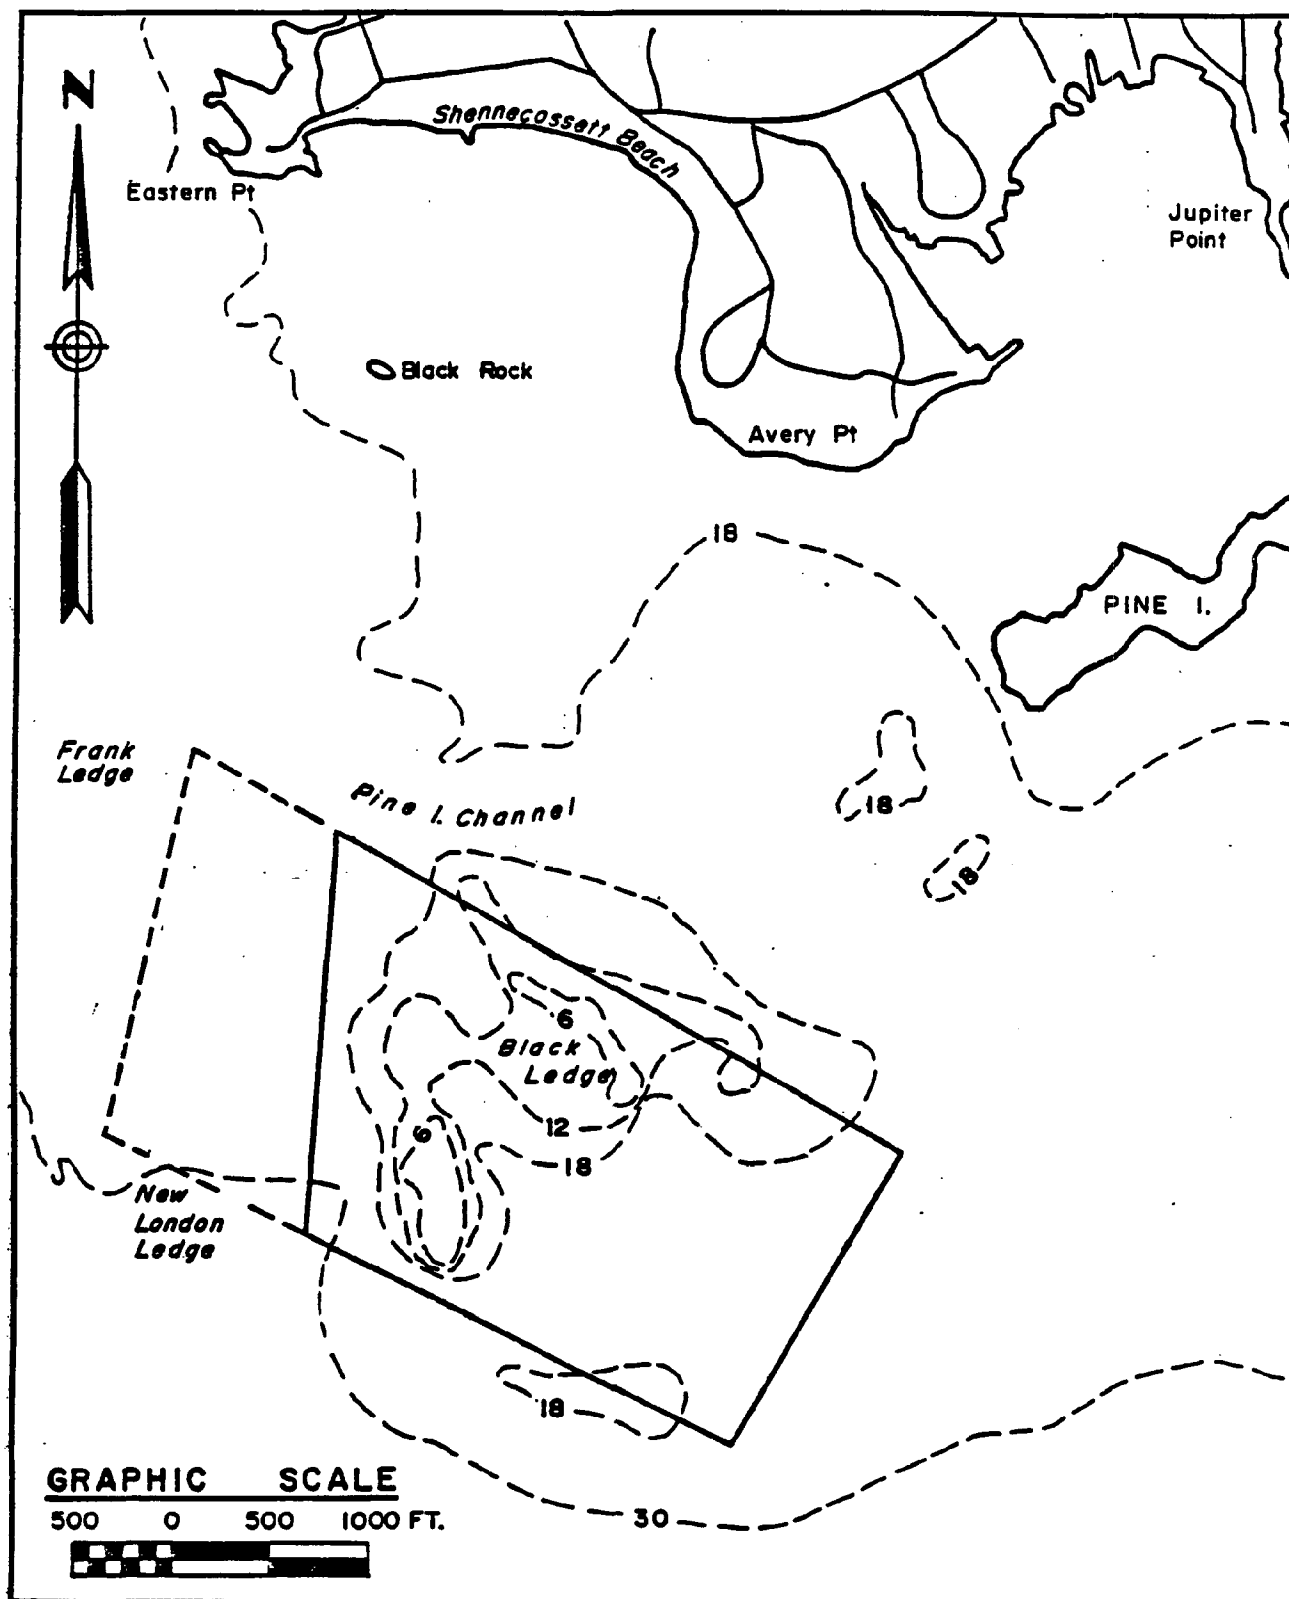 N
Shennecossett Beach
Eastern Pt
Jupiter
Point
Black Rock
Avery Pt
18
PINE I.
Frank
Ledge
Pine I. Channel
18
18
6
Black
Ledge
12
6
18
New
London
Ledge
18
GRAPHIC SCALE
500 0 500 1000 FT.
30